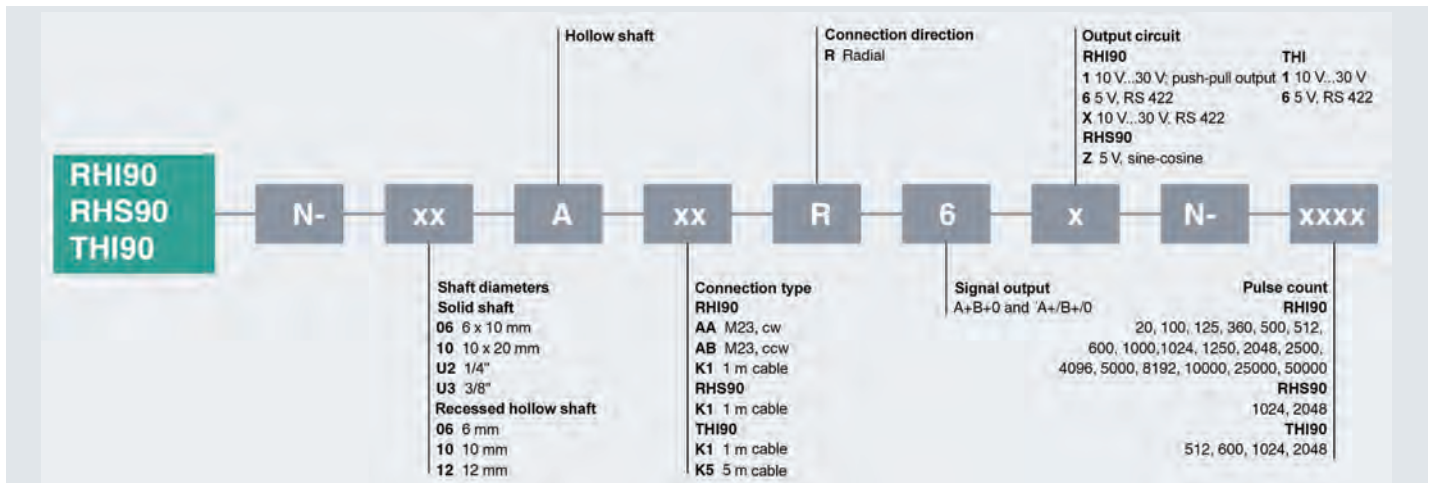 Hollow shaft
Connection direction
R Radial
Output circuit
RHI90
1 10 V...30 V; push-pull output
6 5 V, RS 422
X 10 V...30 V, RS 422
RHS90
Z 5 V, sine-cosine
THI
1 10 V...30 V
6 5 V, RS 422
RHI90
RHS90
THI90
N-
xx
A
xx
R
6
x
N-
xxxx
Shaft diameters
Solid shaft
06 6 x 10 mm
10 10 x 20 mm
U2 1/4"
U3 3/8"
Recessed hollow shaft
06 6 mm
10 10 mm
12 12 mm
Connection type
RHI90
AA M23, cw
AB M23, ccw
K1 1 m cable
RHS90
K1 1 m cable
THI90
K1 1 m cable
K5 5 m cable
Signal output
A+B+0 and ´A+/B+/0
Pulse count
RHI90
20, 100, 125, 360, 500, 512,
600, 1000,1024, 1250, 2048, 2500,
4096, 5000, 8192, 10000, 25000, 50000
RHS90
1024, 2048
THI90
512, 600, 1024, 2048